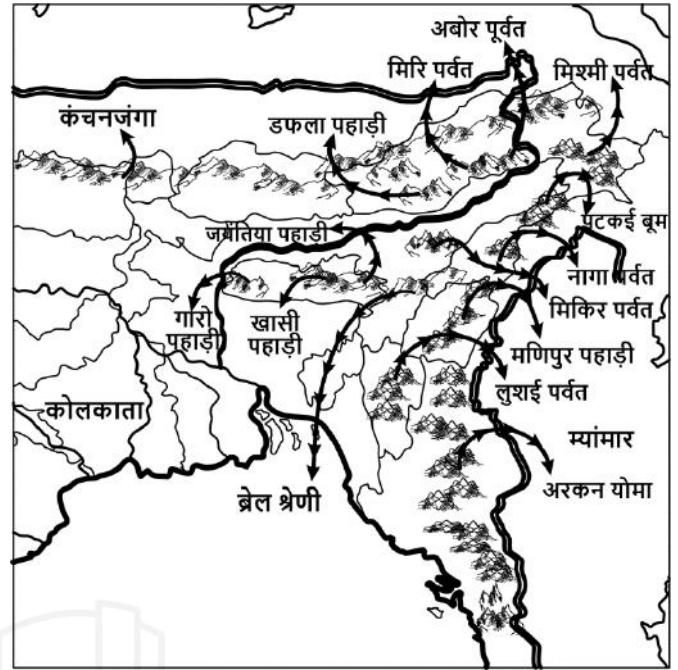 अबोर पूर्वत
मिरि पर्वत
मिश्मी पर्वत
कंचनजंगा
डफला पहाड़ी
पटकई बूम
जयंतिया पहाड़ी
नागा पर्वत
मिकिर पर्वत
गारो
पहाड़ी
खासी
पहाड़ी
मणिपुर पहाड़ी
लुशई पर्वत
कोलकाता
म्यांमार
अरकन योमा
ब्रेल श्रेणी